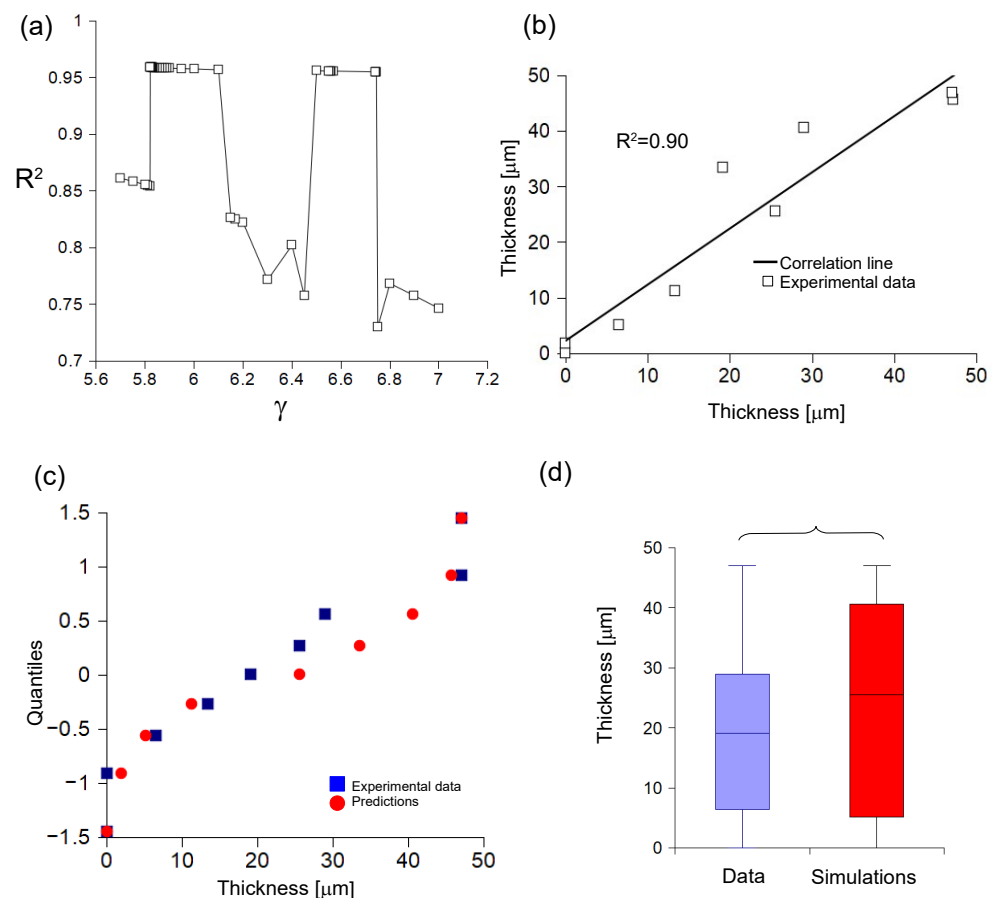 (a)
1
0.95
0.9
0.85
0.8
0.75
0.7
R²
5.6 5.8 6 6.2 6.4 6.6 6.8 7 7.2
γ
(b)
50
40
30
20
10
0
Thickness [μm]
R²=0.90
Correlation line
Experimental data
0 10 20 30 40 50
Thickness [μm]
(c)
1.5
1
0.5
0
−0.5
−1
−1.5
Quantiles
Experimental data
Predictions
0 10 20 30 40 50
Thickness [μm]
(d)
50
40
30
20
10
0
Thickness [μm]
Data Simulations